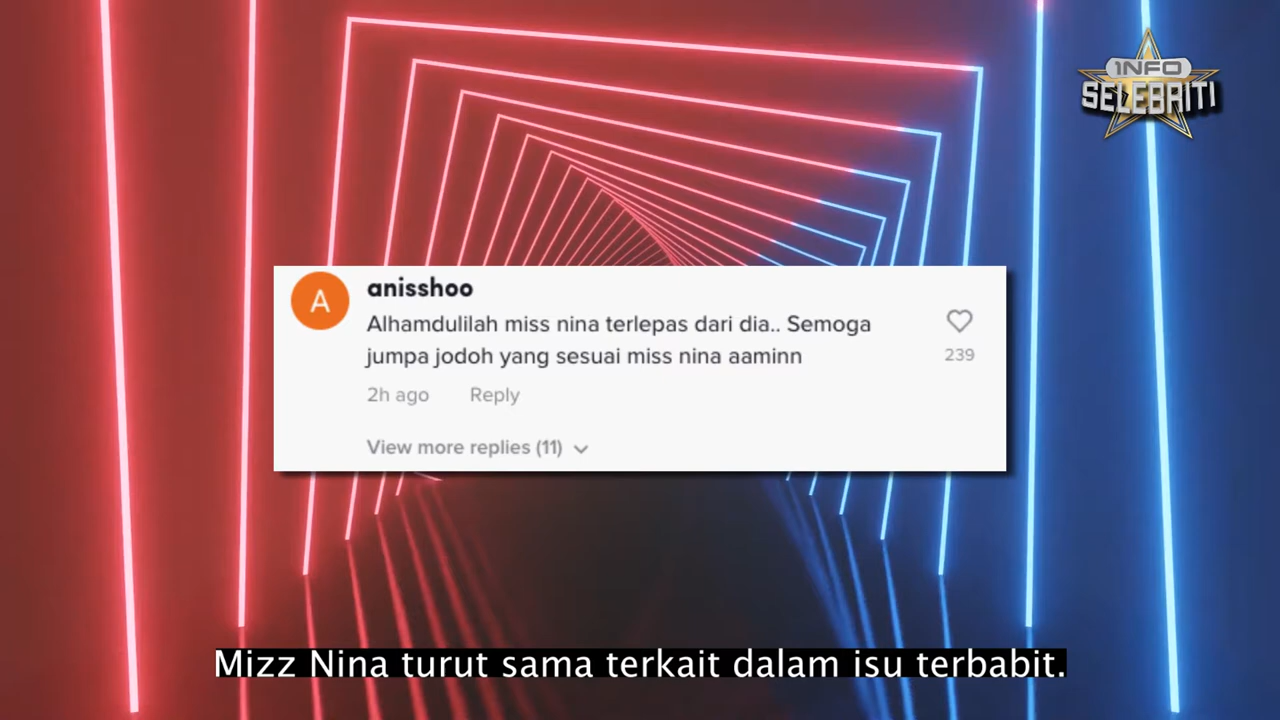 1NFO
SELEBRITI
A
anisshoo
Alhamdulilah miss nina terlepas dari dia.. Semoga
jumpa jodoh yang sesuai miss nina aaminn
239
2h ago Reply
View more replies (11)
Mizz Nina turut sama terkait dalam isu terbabit.